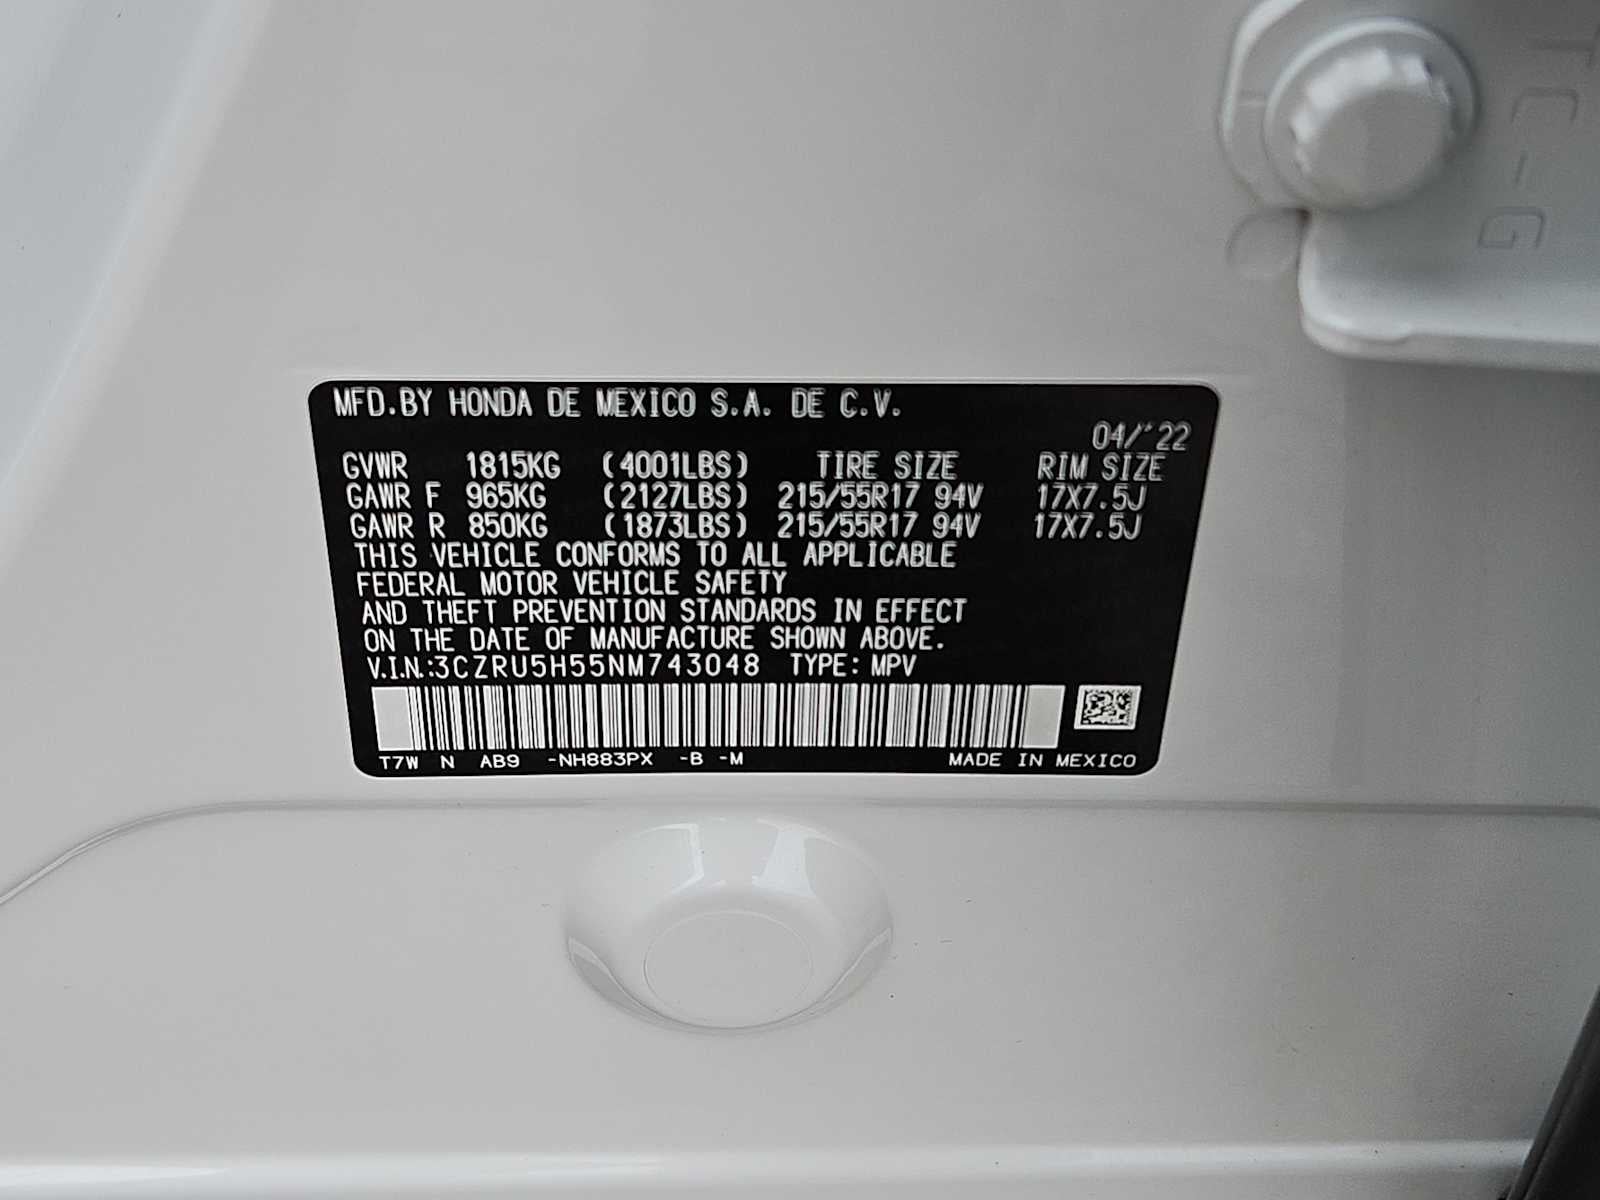 MFD.BY HONDA DE MEXICO S.A. DE C.V.
04/'22
GVWR 1815KG (4001LBS) TIRE SIZE RIM SIZE
GAWR F 965KG (2127LBS) 215/55R17 94V 17X7.5J
GAWR R 850KG (1873LBS) 215/55R17 94V 17X7.5J
THIS VEHICLE CONFORMS TO ALL APPLICABLE
FEDERAL MOTOR VEHICLE SAFETY
AND THEFT PREVENTION STANDARDS IN EFFECT
ON THE DATE OF MANUFACTURE SHOWN ABOVE.
V.I.N.:3CZRU5H55NM743048 TYPE: MPV
T7W N AB9 -NH883PX -B -M MADE IN MEXICO
TC-G